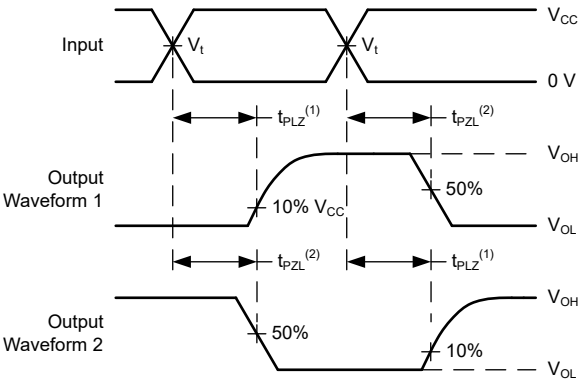 V_CC
Input
V_t
V_t
0 V
t_PLZ^(1)
t_PZL^(2)
V_OH
Output
Waveform 1
50%
10% V_CC
V_OL
t_PZL^(2)
t_PLZ^(1)
V_OH
Output
Waveform 2
50%
10%
V_OL